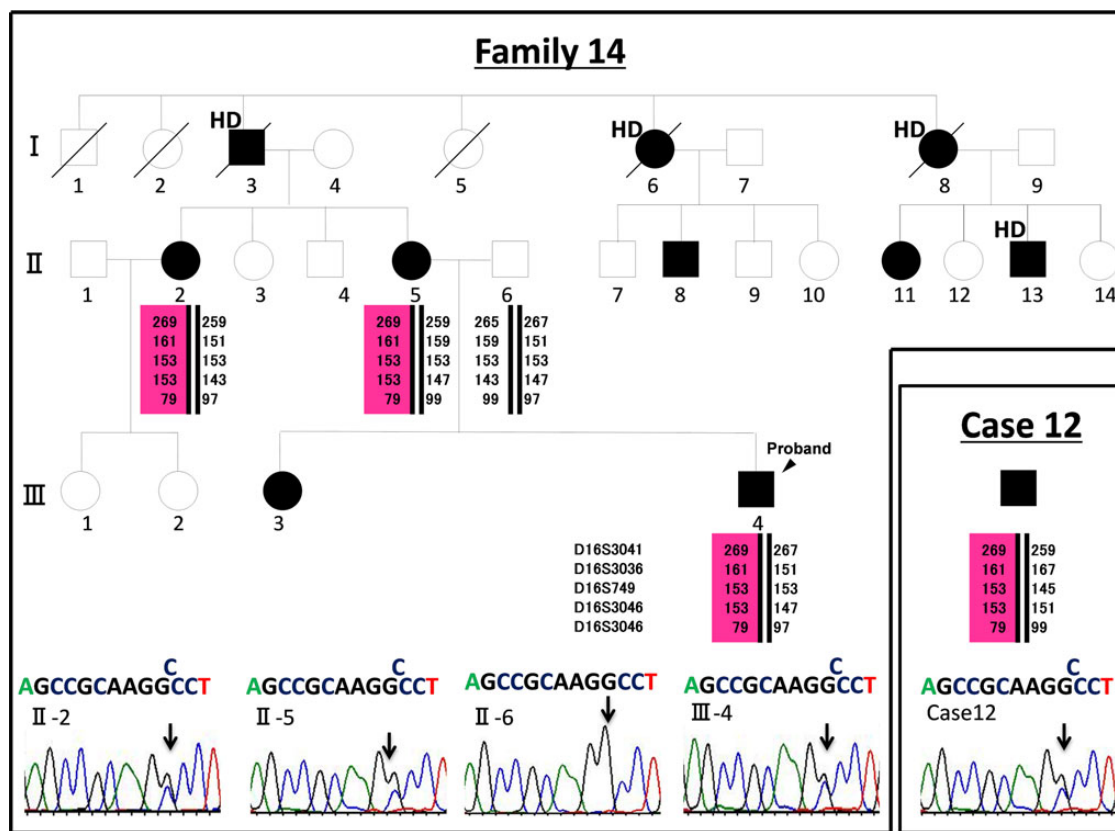 Family 14
HD HD HD
I
1 2 3 4 5 6 7 8 9
HD
II
1 2 3 4 5 6 7 8 9 10 11 12 13 14
269 259 269 259 265 267
161 151 161 159 159 151
153 153 153 153 153 153
153 143 153 147 143 147
79 97 79 99 99 97
Case 12
Proband
III
1 2 3 4
D16S3041 269 267 269 259
D16S3036 161 151 161 167
D16S749 153 153 153 145
D16S3046 153 147 153 151
D16S3046 79 97 79 99
C C C C
AGCCGCAAGGCCT AGCCGCAAGGCCT AGCCGCAAGGCCT AGCCGCAAGGCCT AGCCGCAAGGCCT
II-2 II-5 II-6 III-4 Case12